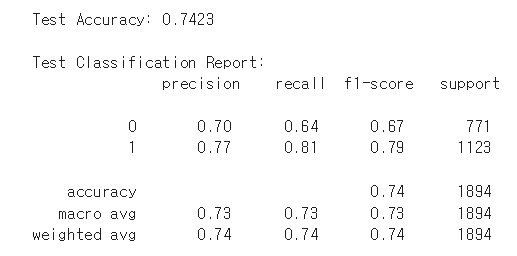 Test Accuracy: 0.7423
Test Classification Report:
precision recall f1-score support
0 0.70 0.64 0.67 771
1 0.77 0.81 0.79 1123
accuracy 0.74 1894
macro avg 0.73 0.73 0.73 1894
weighted avg 0.74 0.74 0.74 1894